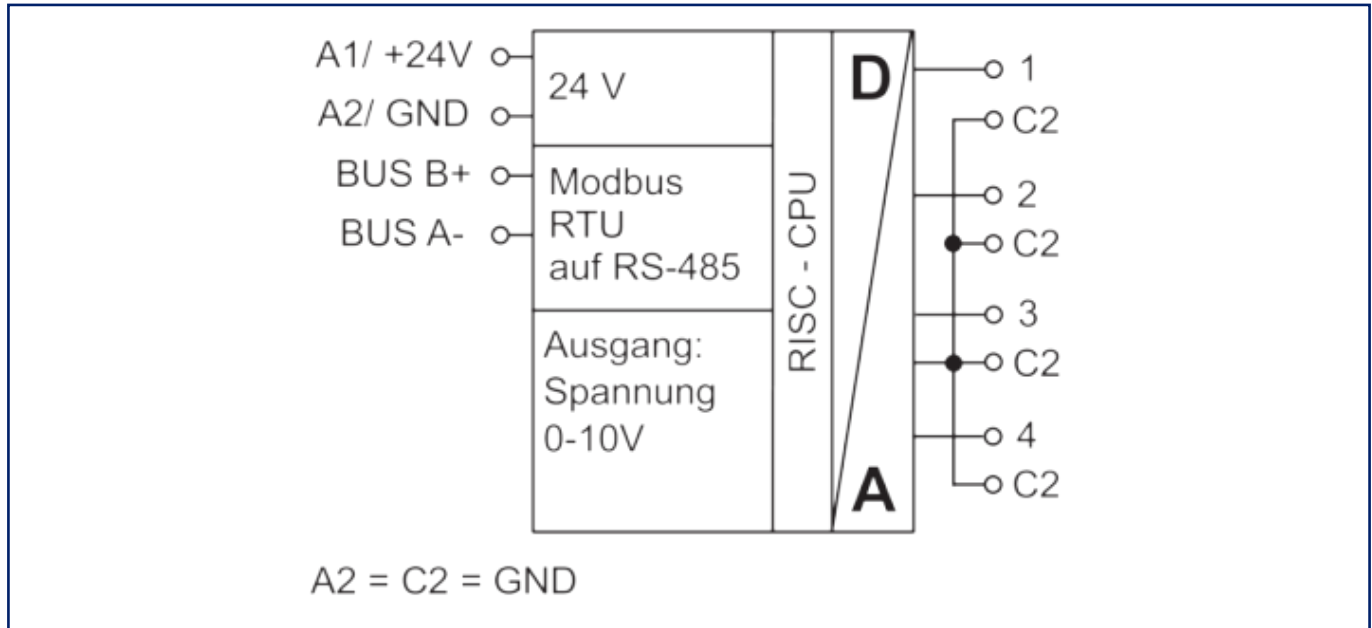 A1/ +24V
A2/ GND
BUS B+
BUS A-
24 V
Modbus
RTU
auf RS-485
Ausgang:
Spannung
0-10V
RISC - CPU
D
A
1
C2
2
C2
3
C2
4
C2
A2 = C2 = GND